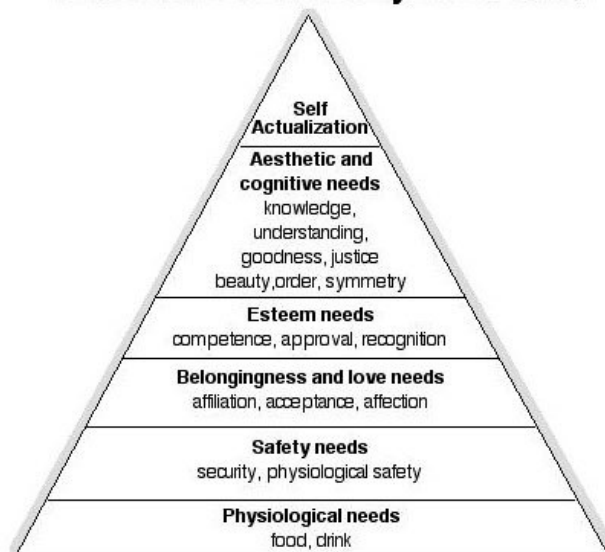 Self
Actualization
Aesthetic and
cognitive needs
knowledge,
understanding,
goodness, justice
beauty,order, symmetry
Esteem needs
competence, approval, recognition
Belongingness and love needs
affiliation, acceptance, affection
Safety needs
security, physiological safety
Physiological needs
food, drink